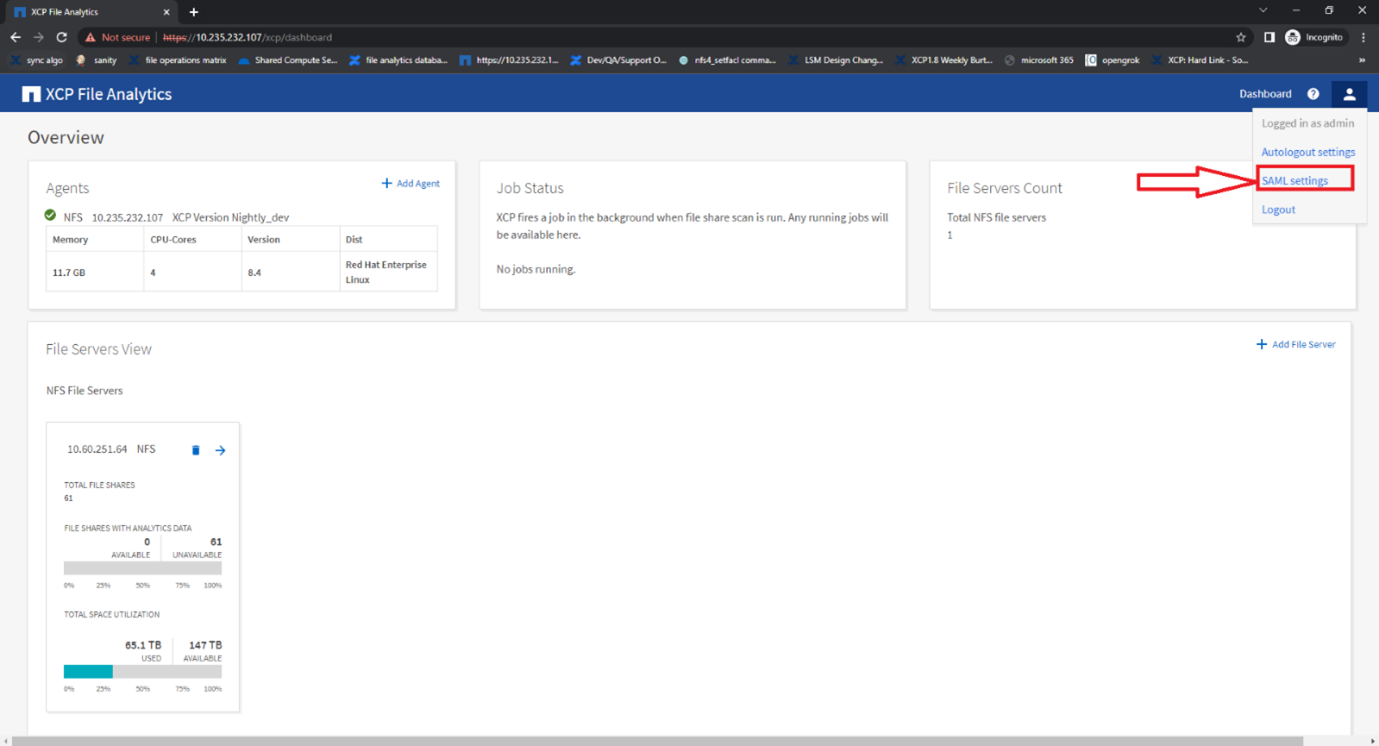 XCP File Analytics
Not secure https://10.235.232.107/xcp/dashboard Incognito
sync algo sanity file operations matrix Shared Compute Se... file analytics databa... https://10.235.232.1... Dev/QA/Support O... nfs4_setfacl comma... LSM Design Chang... XCP1.8 Weekly Burt... microsoft 365 opengrok XCP: Hard Link - So... »
XCP File Analytics Dashboard ?
Logged in as admin
Autologout settings
SAML settings
Logout
Overview
Agents + Add Agent
NFS 10.235.232.107 XCP Version Nightly_dev
Memory CPU-Cores Version Dist
11.7 GB 4 8.4 Red Hat Enterprise
Linux
Job Status
XCP fires a job in the background when file share scan is run. Any running jobs will
be available here.
No jobs running.
File Servers Count
Total NFS file servers
1
File Servers View + Add File Server
NFS File Servers
10.60.251.64 NFS
TOTAL FILE SHARES
61
FILE SHARES WITH ANALYTICS DATA
0 61
AVAILABLE UNAVAILABLE
0% 25% 50% 75% 100%
TOTAL SPACE UTILIZATION
65.1 TB 147 TB
USED AVAILABLE
0% 25% 50% 75% 100%